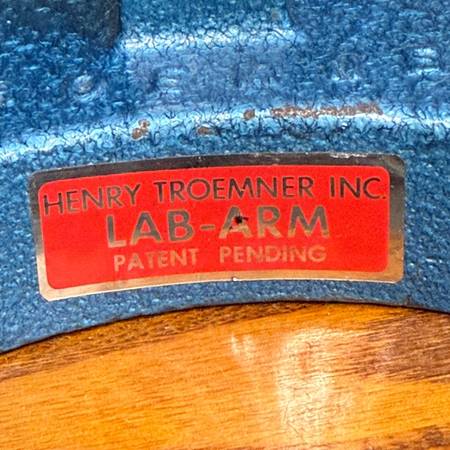 HENRY TROEMNER INC.
LAB-ARM
PATENT PENDING